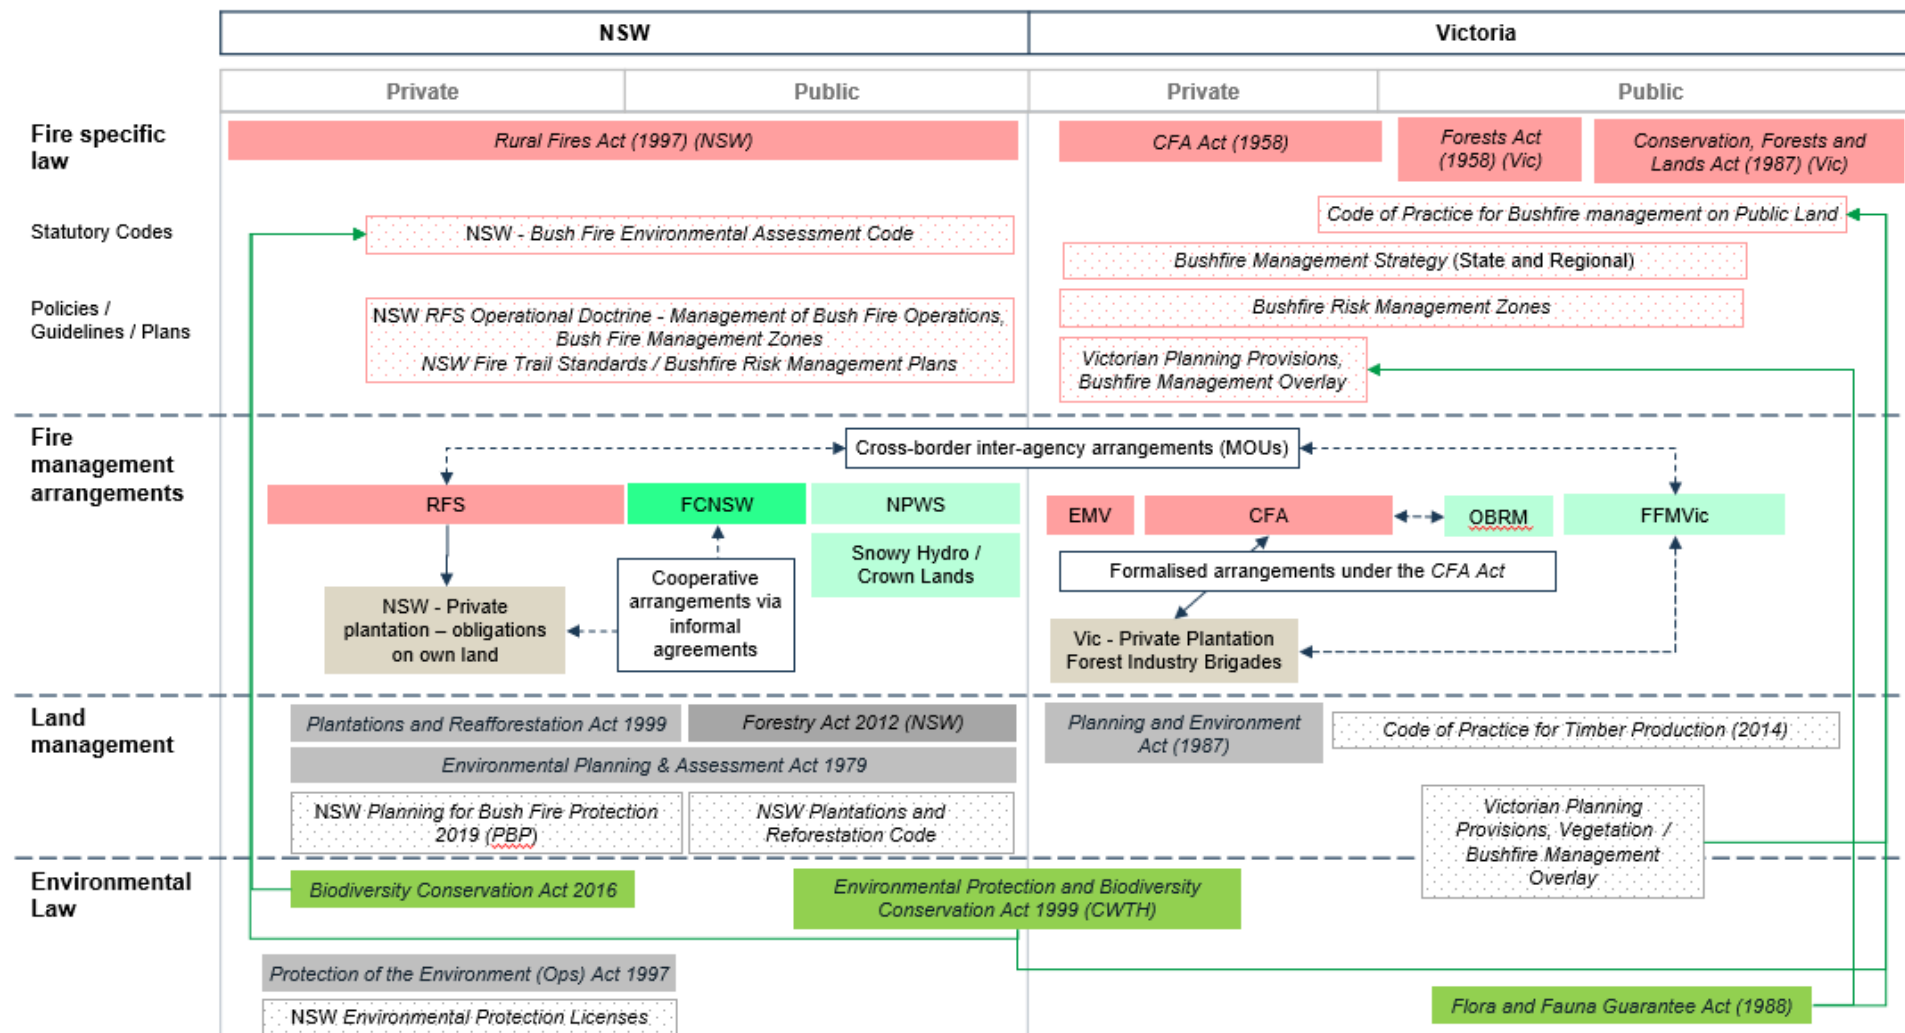 NSW
Victoria
Private
Public
Private
Public
Fire specific
law
Rural Fires Act (1997) (NSW)
CFA Act (1958)
Forests Act
(1958) (Vic)
Conservation, Forests and
Lands Act (1987) (Vic)
Statutory Codes
NSW - Bush Fire Environmental Assessment Code
Code of Practice for Bushfire management on Public Land
Bushfire Management Strategy (State and Regional)
Policies /
Guidelines / Plans
NSW RFS Operational Doctrine - Management of Bush Fire Operations,
Bush Fire Management Zones
NSW Fire Trail Standards / Bushfire Risk Management Plans
Bushfire Risk Management Zones
Victorian Planning Provisions,
Bushfire Management Overlay
Fire
management
arrangements
Cross-border inter-agency arrangements (MOUs)
RFS
FCNSW
NPWS
EMV
CFA
OBRM
FFMVic
Snowy Hydro /
Crown Lands
Cooperative
arrangements via
informal
agreements
Formalised arrangements under the CFA Act
NSW - Private
plantation – obligations
on own land
Vic - Private Plantation
Forest Industry Brigades
Land
management
Plantations and Reafforestation Act 1999
Forestry Act 2012 (NSW)
Planning and Environment
Act (1987)
Code of Practice for Timber Production (2014)
Environmental Planning & Assessment Act 1979
NSW Planning for Bush Fire Protection
2019 (PBP)
NSW Plantations and
Reforestation Code
Victorian Planning
Provisions, Vegetation /
Bushfire Management
Overlay
Environmental
Law
Biodiversity Conservation Act 2016
Environmental Protection and Biodiversity
Conservation Act 1999 (CWTH)
Protection of the Environment (Ops) Act 1997
NSW Environmental Protection Licenses
Flora and Fauna Guarantee Act (1988)